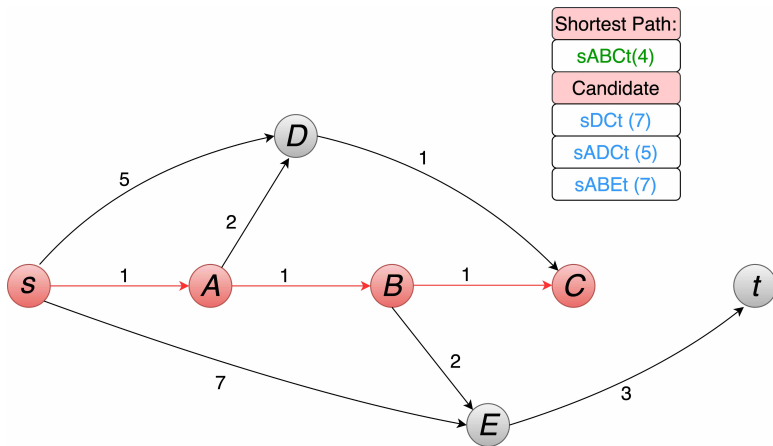 Shortest Path:
sABCt(4)
Candidate
sDCt (7)
sADCt (5)
sABEt (7)
D
5
1
2
s
1
A
1
B
1
C
t
2
7
3
E